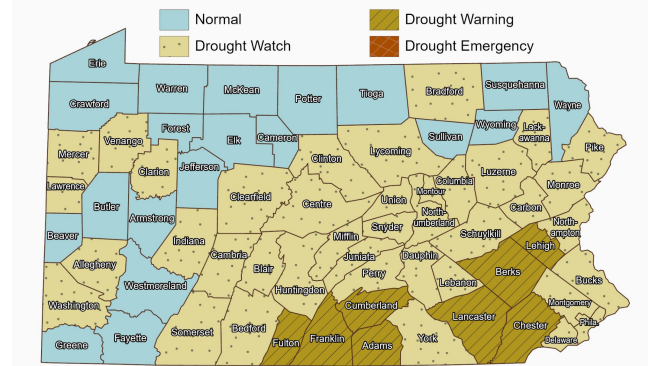 Normal
Drought Warning
Drought Watch
Drought Emergency
Erie
Crawford
Warren
McKean
Potter
Tioga
Bradford
Susquehanna
Wayne
Wyoming
Lack-
awanna
Sullivan
Pike
Forest
Elk
Cameron
Venango
Mercer
Clarion
Jefferson
Clinton
Lycoming
Luzerne
Columbia
Montour
Monroe
Lawrence
Butler
Armstrong
Clearfield
Centre
Union
North-
umberland
Snyder
Carbon
North-
ampton
Schuylkill
Lehigh
Beaver
Allegheny
Indiana
Cambria
Blair
Mifflin
Juniata
Perry
Dauphin
Lebanon
Berks
Bucks
Montgomery
Phila.
Delaware
Westmoreland
Huntingdon
Washington
Cumberland
Lancaster
Chester
Greene
Fayette
Somerset
Bedford
Fulton
Franklin
Adams
York